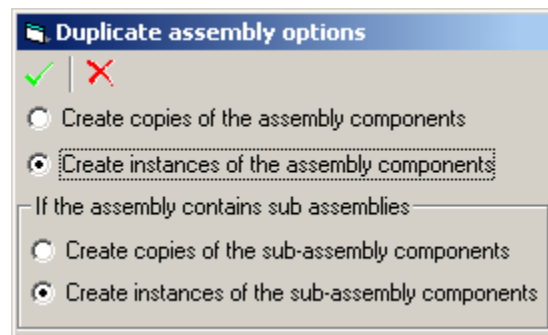 Duplicate assembly options
Create copies of the assembly components
Create instances of the assembly components
If the assembly contains sub assemblies
Create copies of the sub-assembly components
Create instances of the sub-assembly components